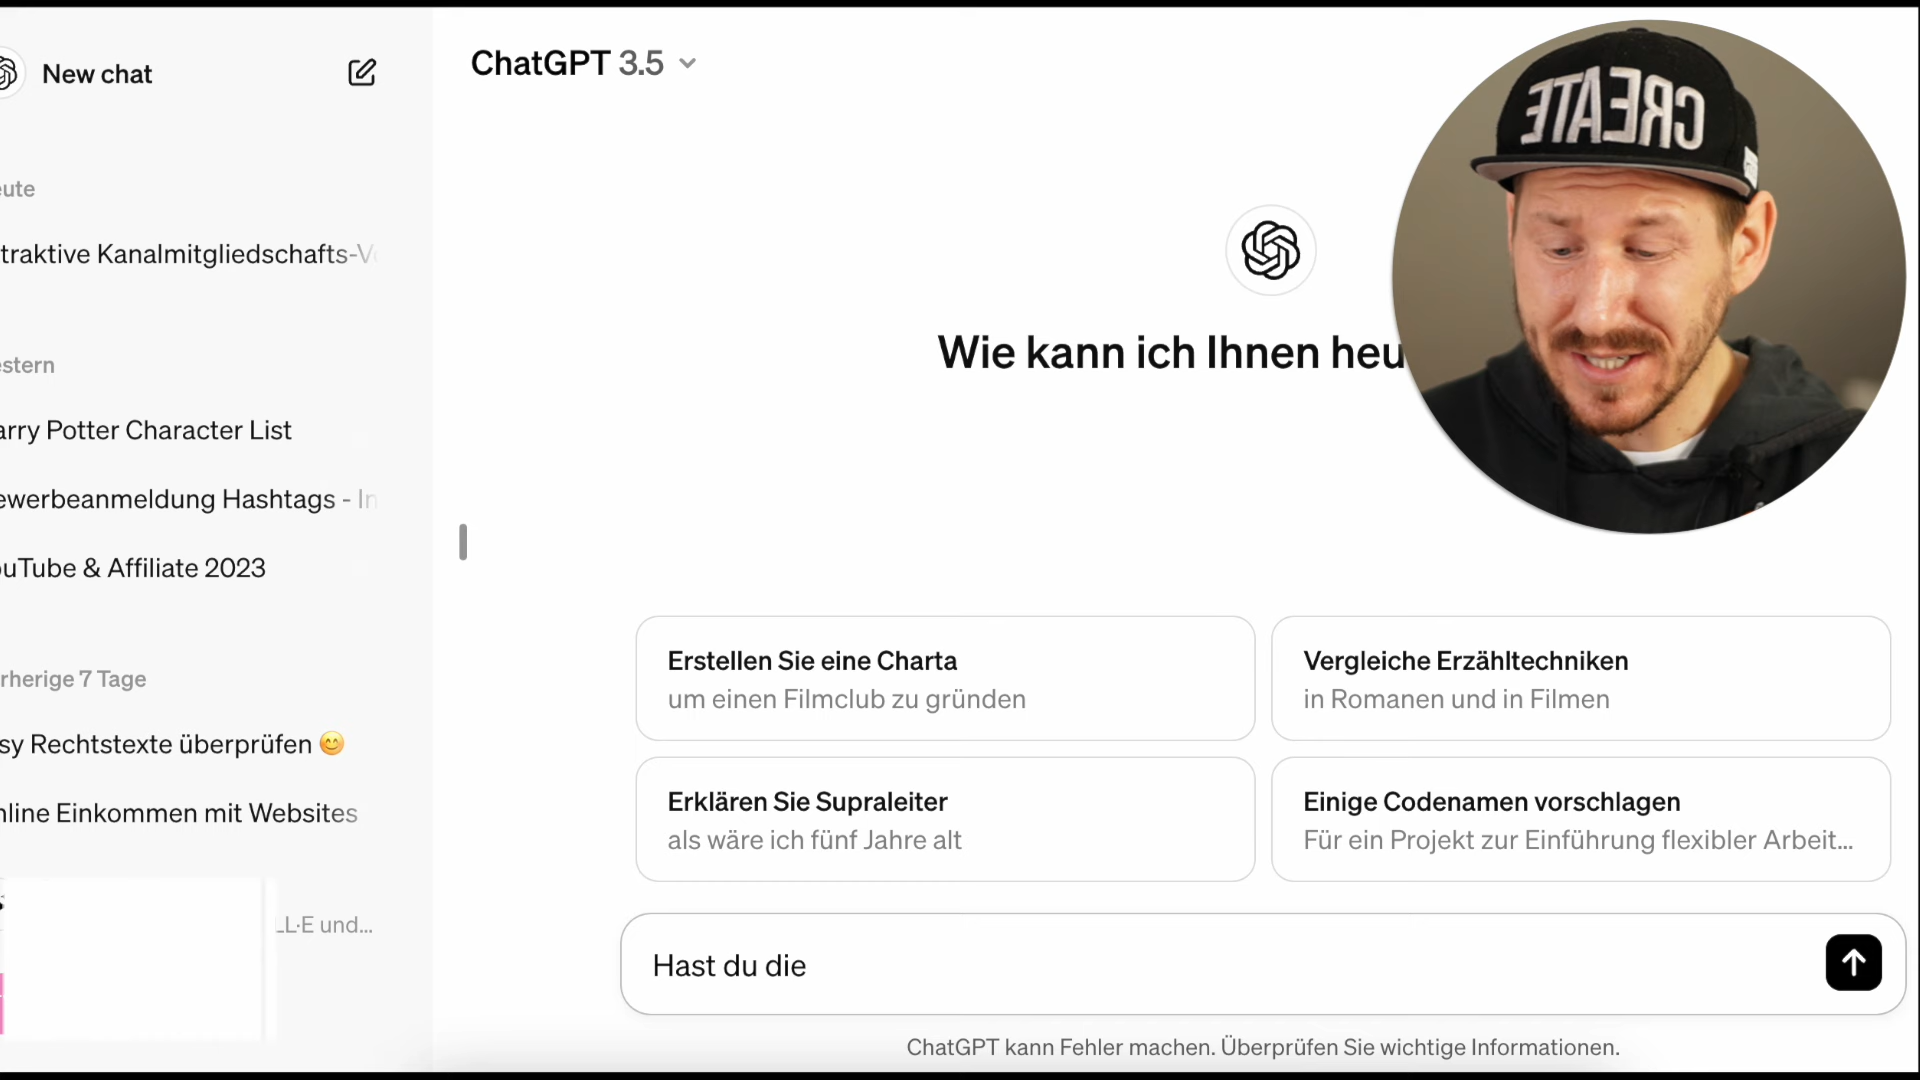 New chat
ChatGPT 3.5
CREATE
eute
traktive Kanalmitgliedschafts-V
estern
arry Potter Character List
ewerbeanmeldung Hashtags - In
ouTube & Affiliate 2023
rherige 7 Tage
sy Rechtstexte überprüfen 😊
nline Einkommen mit Websites
LL·E und...
Wie kann ich Ihnen heu
Erstellen Sie eine Charta
um einen Filmclub zu gründen
Vergleiche Erzähltechniken
in Romanen und in Filmen
Erklären Sie Supraleiter
als wäre ich fünf Jahre alt
Einige Codenamen vorschlagen
Für ein Projekt zur Einführung flexibler Arbeit...
Hast du die
ChatGPT kann Fehler machen. Überprüfen Sie wichtige Informationen.